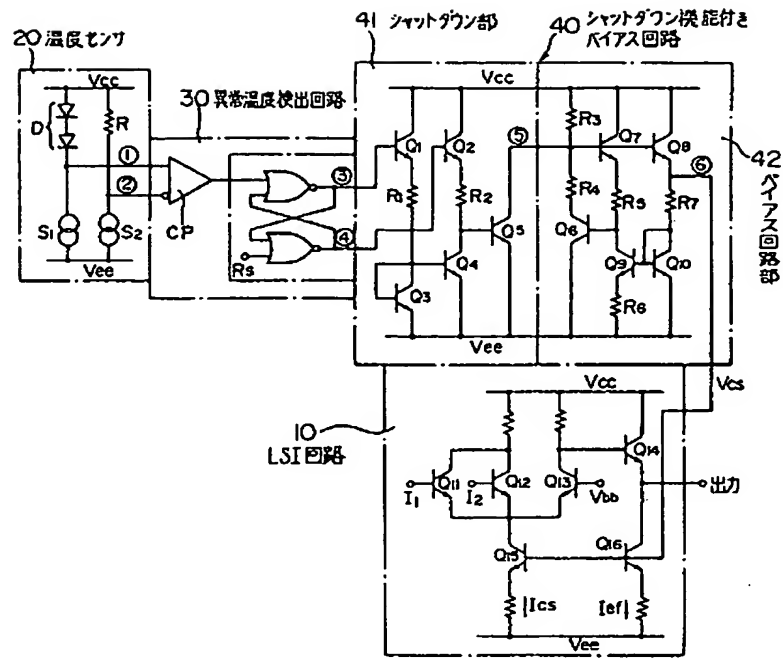 20 温度センサ
Vcc
D
R
①
②
S1
S2
Vee
CP
30 異常温度検出回路
③
④
Rs
41 シャットダウン部
40 シャットダウン機能付き
バイアス回路
Vcc
Q1
Q2
R1
R2
Q3
Q4
Q5
⑤
R3
R4
Q6
Q7
Q8
R5
R7
Q9
Q10
R6
⑥
42
バイアス回路部
Vee
Vcs
10
LSI回路
Vcc
Q11
Q12
Q13
Q14
I1
I2
Vbb
出力
Q15
Q16
Ics
Ief
Vee